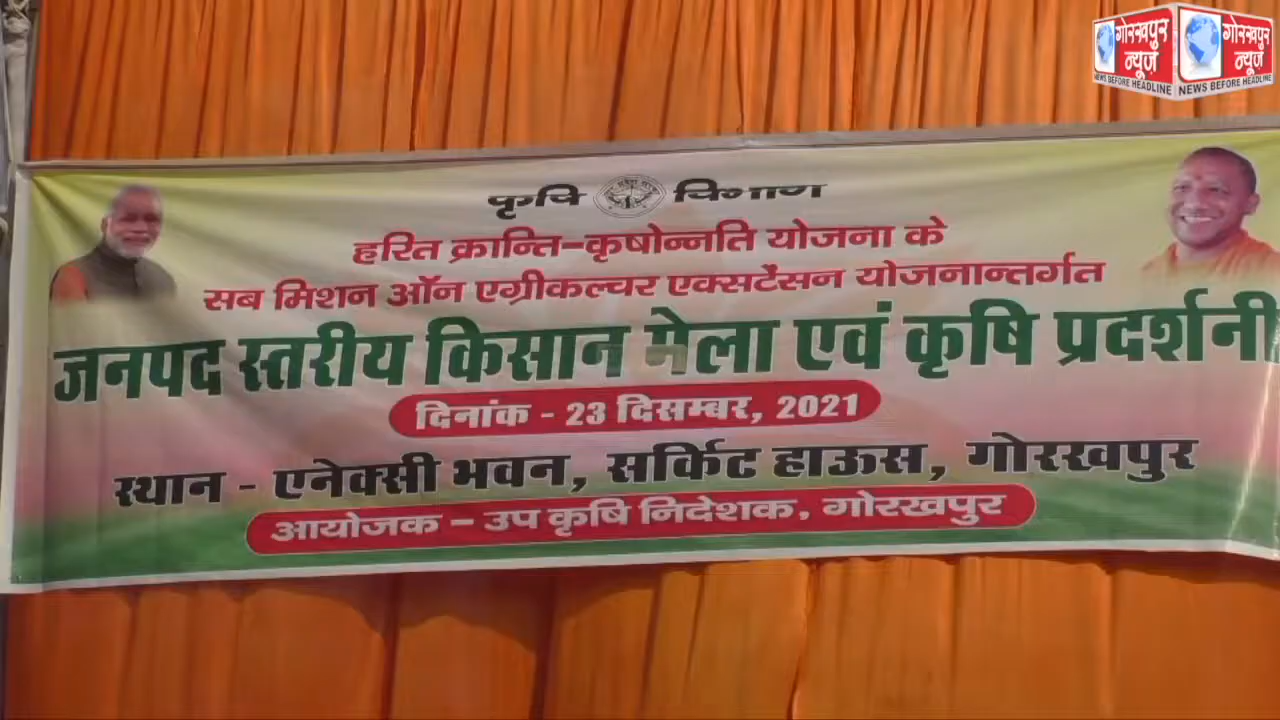 गोरखपुर न्यूज़ गोरखपुर न्यूज़
NEWS BEFORE HEADLINE NEWS BEFORE HEADLINE
कृषि विभाग
हरित क्रान्ति-कृषोन्नति योजना के
सब मिशन ऑन एग्रीकल्चर एक्सटेंसन योजनान्तर्गत
जनपद स्तरीय किसान मेला एवं कृषि प्रदर्शनी
दिनांक - 23 दिसम्बर, 2021
स्थान - एनेक्सी भवन, सर्किट हाऊस, गोरखपुर
आयोजक – उप कृषि निदेशक, गोरखपुर